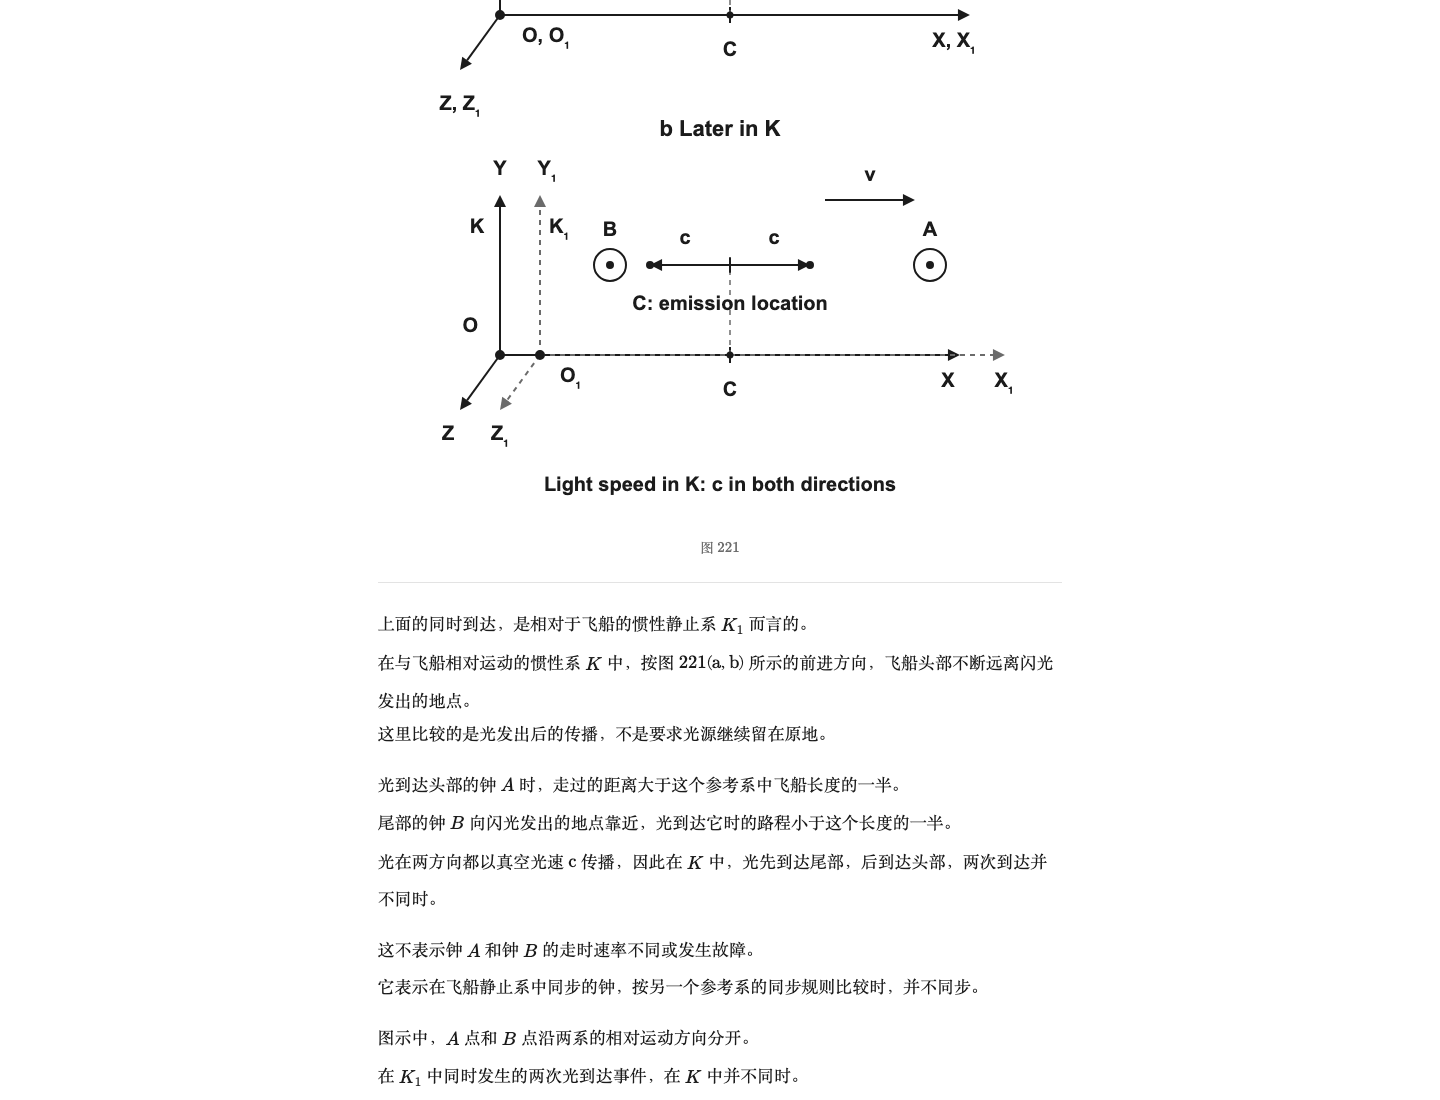 O, O₁
C
X, X₁
Z, Z₁
b Later in K
Y Y₁
v
K K₁ B c c A
C: emission location
O
O₁ C X X₁
Z Z₁
Light speed in K: c in both directions
图 221
上面的同时到达，是相对于飞船的惯性静止系 K₁ 而言的。
在与飞船相对运动的惯性系 K 中，按图 221(a, b) 所示的前进方向，飞船头部不断远离闪光
发出的地点。
这里比较的是光发出后的传播，不是要求光源继续留在原地。
光到达头部的钟 A 时，走过的距离大于这个参考系中飞船长度的一半。
尾部的钟 B 向闪光发出的地点靠近，光到达它时的路程小于这个长度的一半。
光在两方向都以真空光速 c 传播，因此在 K 中，光先到达尾部，后到达头部，两次到达并
不同时。
这不表示钟 A 和钟 B 的走时速率不同或发生故障。
它表示在飞船静止系中同步的钟，按另一个参考系的同步规则比较时，并不同步。
图示中，A 点和 B 点沿两系的相对运动方向分开。
在 K₁ 中同时发生的两次光到达事件，在 K 中并不同时。